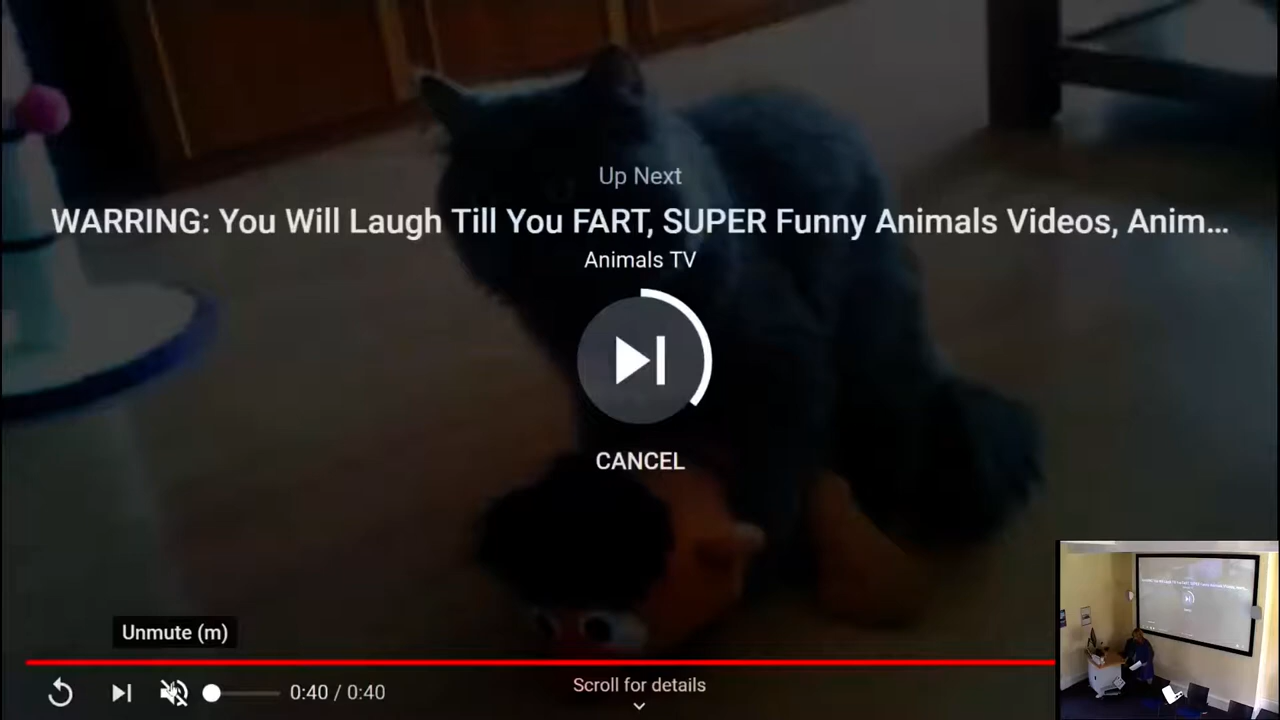 Up Next
WARRING: You Will Laugh Till You FART, SUPER Funny Animals Videos, Anim...
Animals TV
CANCEL
Unmute (m)
0:40 / 0:40
Scroll for details